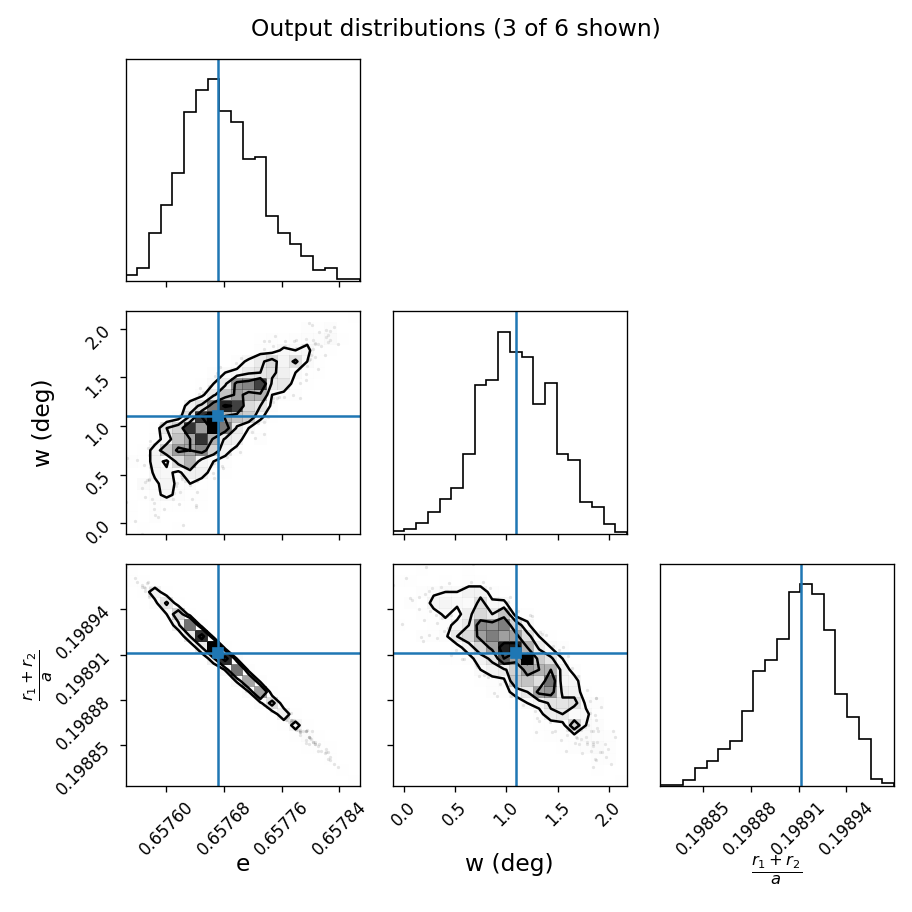 Output distributions (3 of 6 shown)
w (deg)
2.0
1.5
1.0
0.5
0.0
r₁ + r₂
a
0.19894
0.19891
0.19888
0.19885
0.65760 0.65768 0.65776 0.65784
e
0.0 0.5 1.0 1.5 2.0
w (deg)
0.19885 0.19888 0.19891 0.19894
r₁ + r₂
a